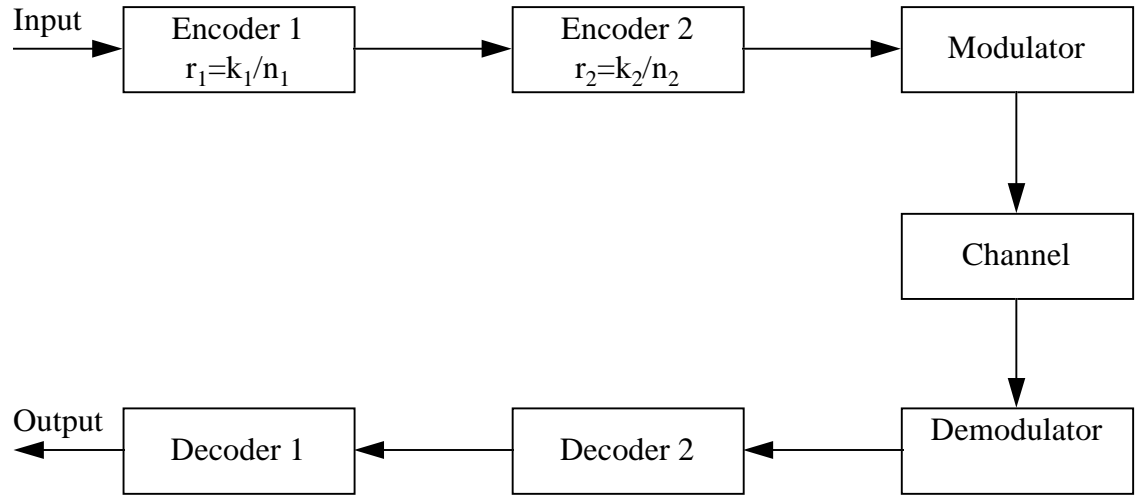 Input
Encoder 1
r₁=k₁/n₁
Encoder 2
r₂=k₂/n₂
Modulator
Channel
Output
Decoder 1
Decoder 2
Demodulator